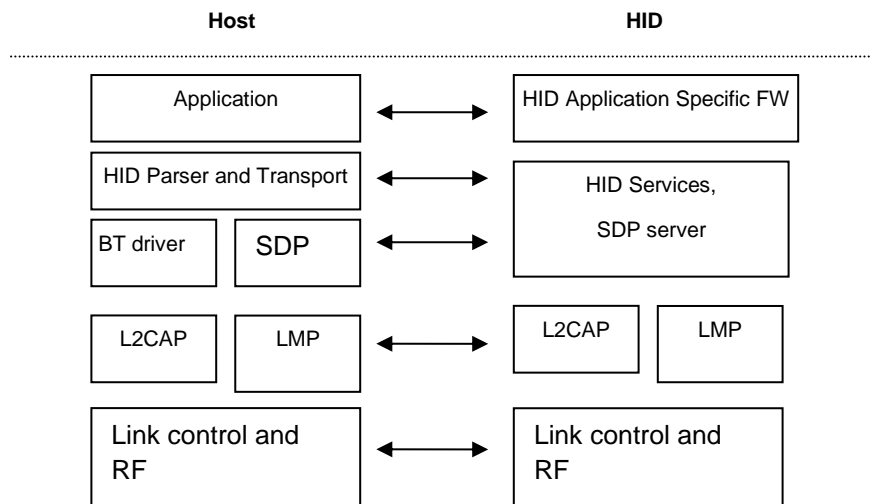 Host HID
Application HID Application Specific FW
HID Parser and Transport HID Services,
BT driver SDP SDP server
L2CAP LMP L2CAP LMP
Link control and Link control and
RF RF